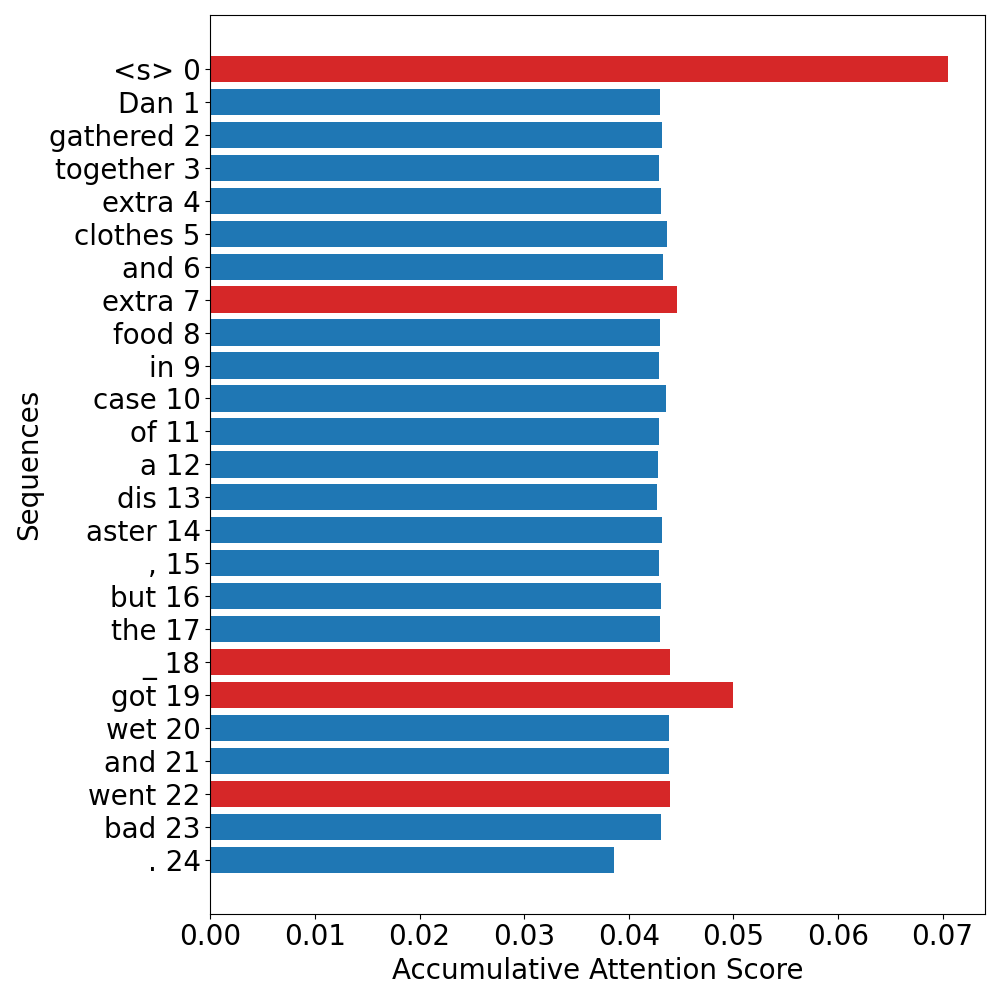 <s> 0
Dan 1
gathered 2
together 3
extra 4
clothes 5
and 6
extra 7
food 8
in 9
case 10
of 11
a 12
dis 13
aster 14
, 15
but 16
the 17
_ 18
got 19
wet 20
and 21
went 22
bad 23
. 24
Sequences
0.00 0.01 0.02 0.03 0.04 0.05 0.06 0.07
Accumulative Attention Score